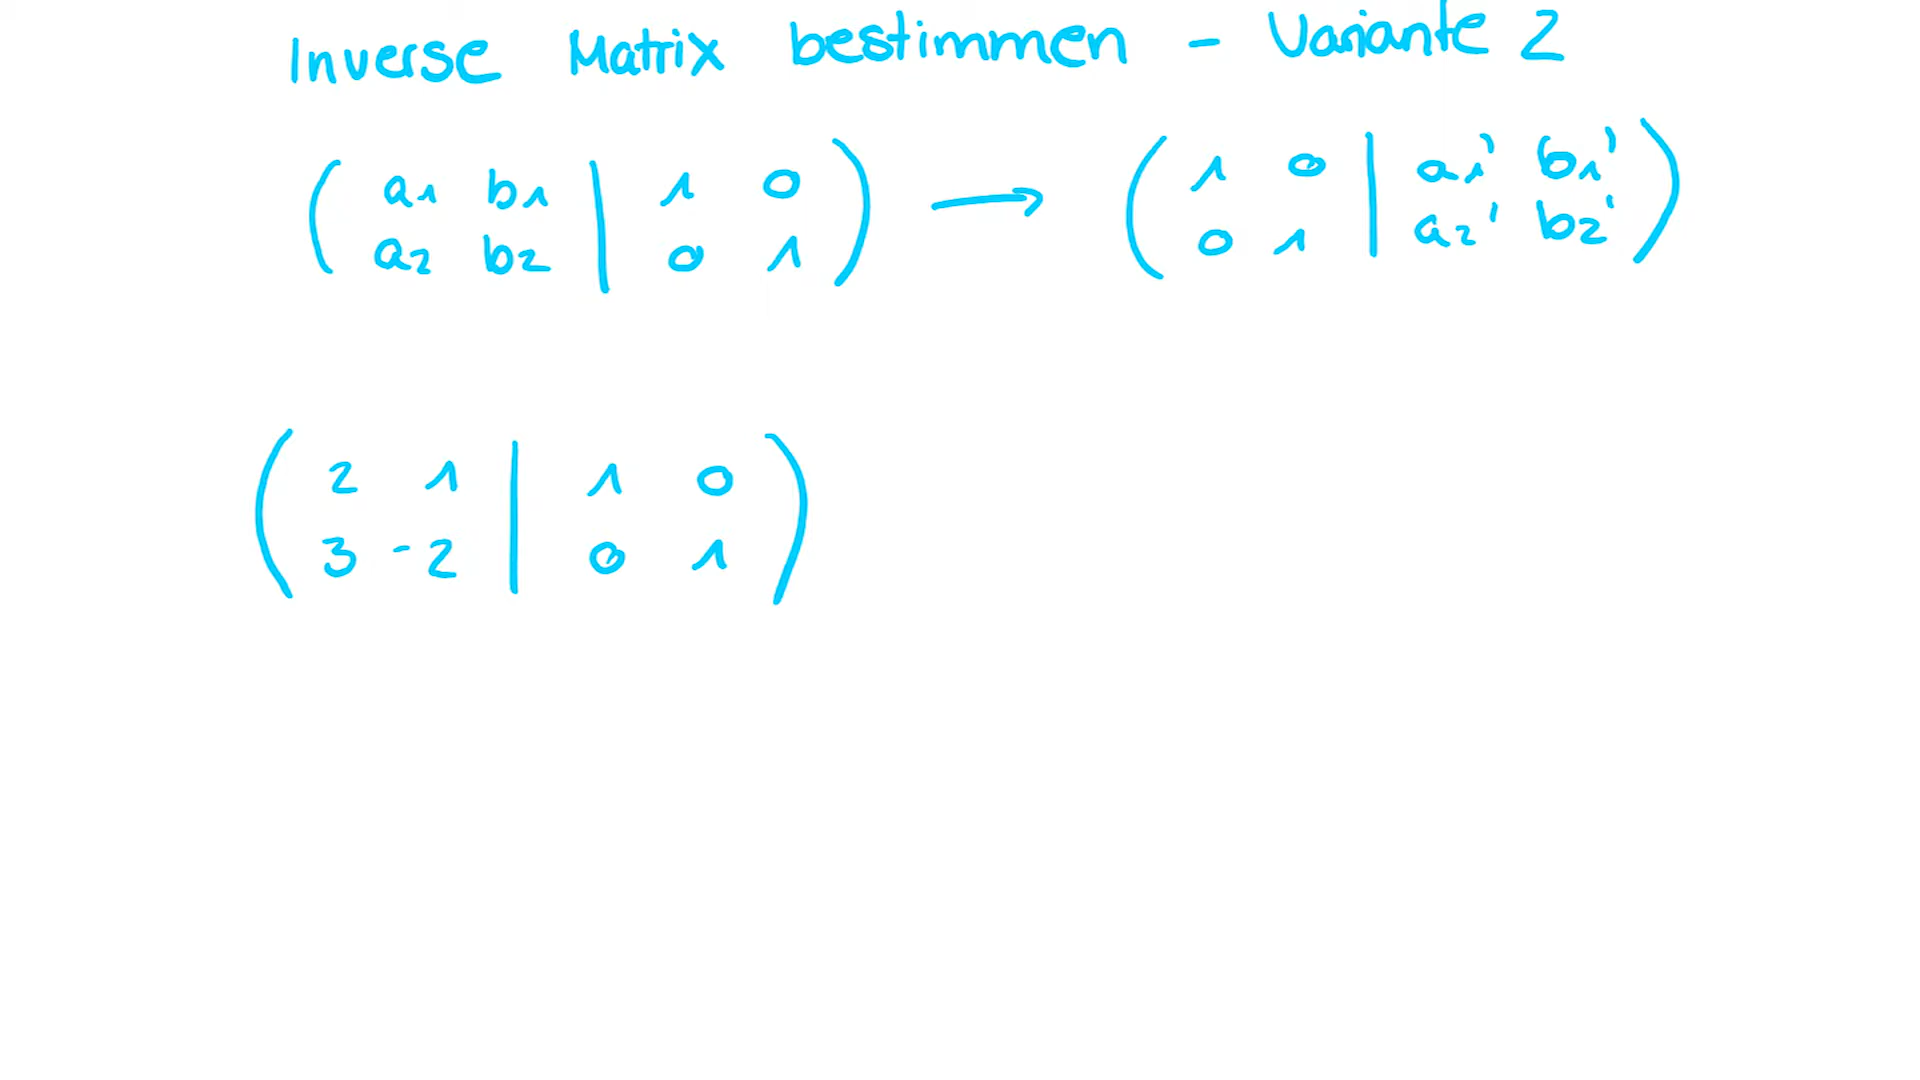 Inverse Matrix bestimmen - Variante 2
( a1 b1 | 1 0 ) → ( 1 0 | a1' b1' )
( a2 b2 | 0 1 ) ( 0 1 | a2' b2' )
( 2 1 | 1 0 )
( 3 -2 | 0 1 )